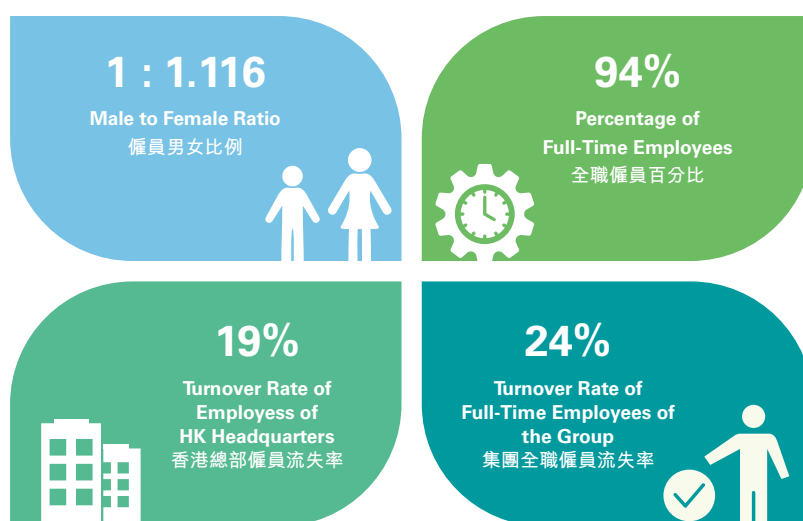 1 : 1.116
Male to Female Ratio
僱員男女比例
94%
Percentage of
Full-Time Employees
全職僱員百分比
19%
Turnover Rate of
Employess of
HK Headquarters
香港總部僱員流失率
24%
Turnover Rate of
Full-Time Employees of
the Group
集團全職僱員流失率